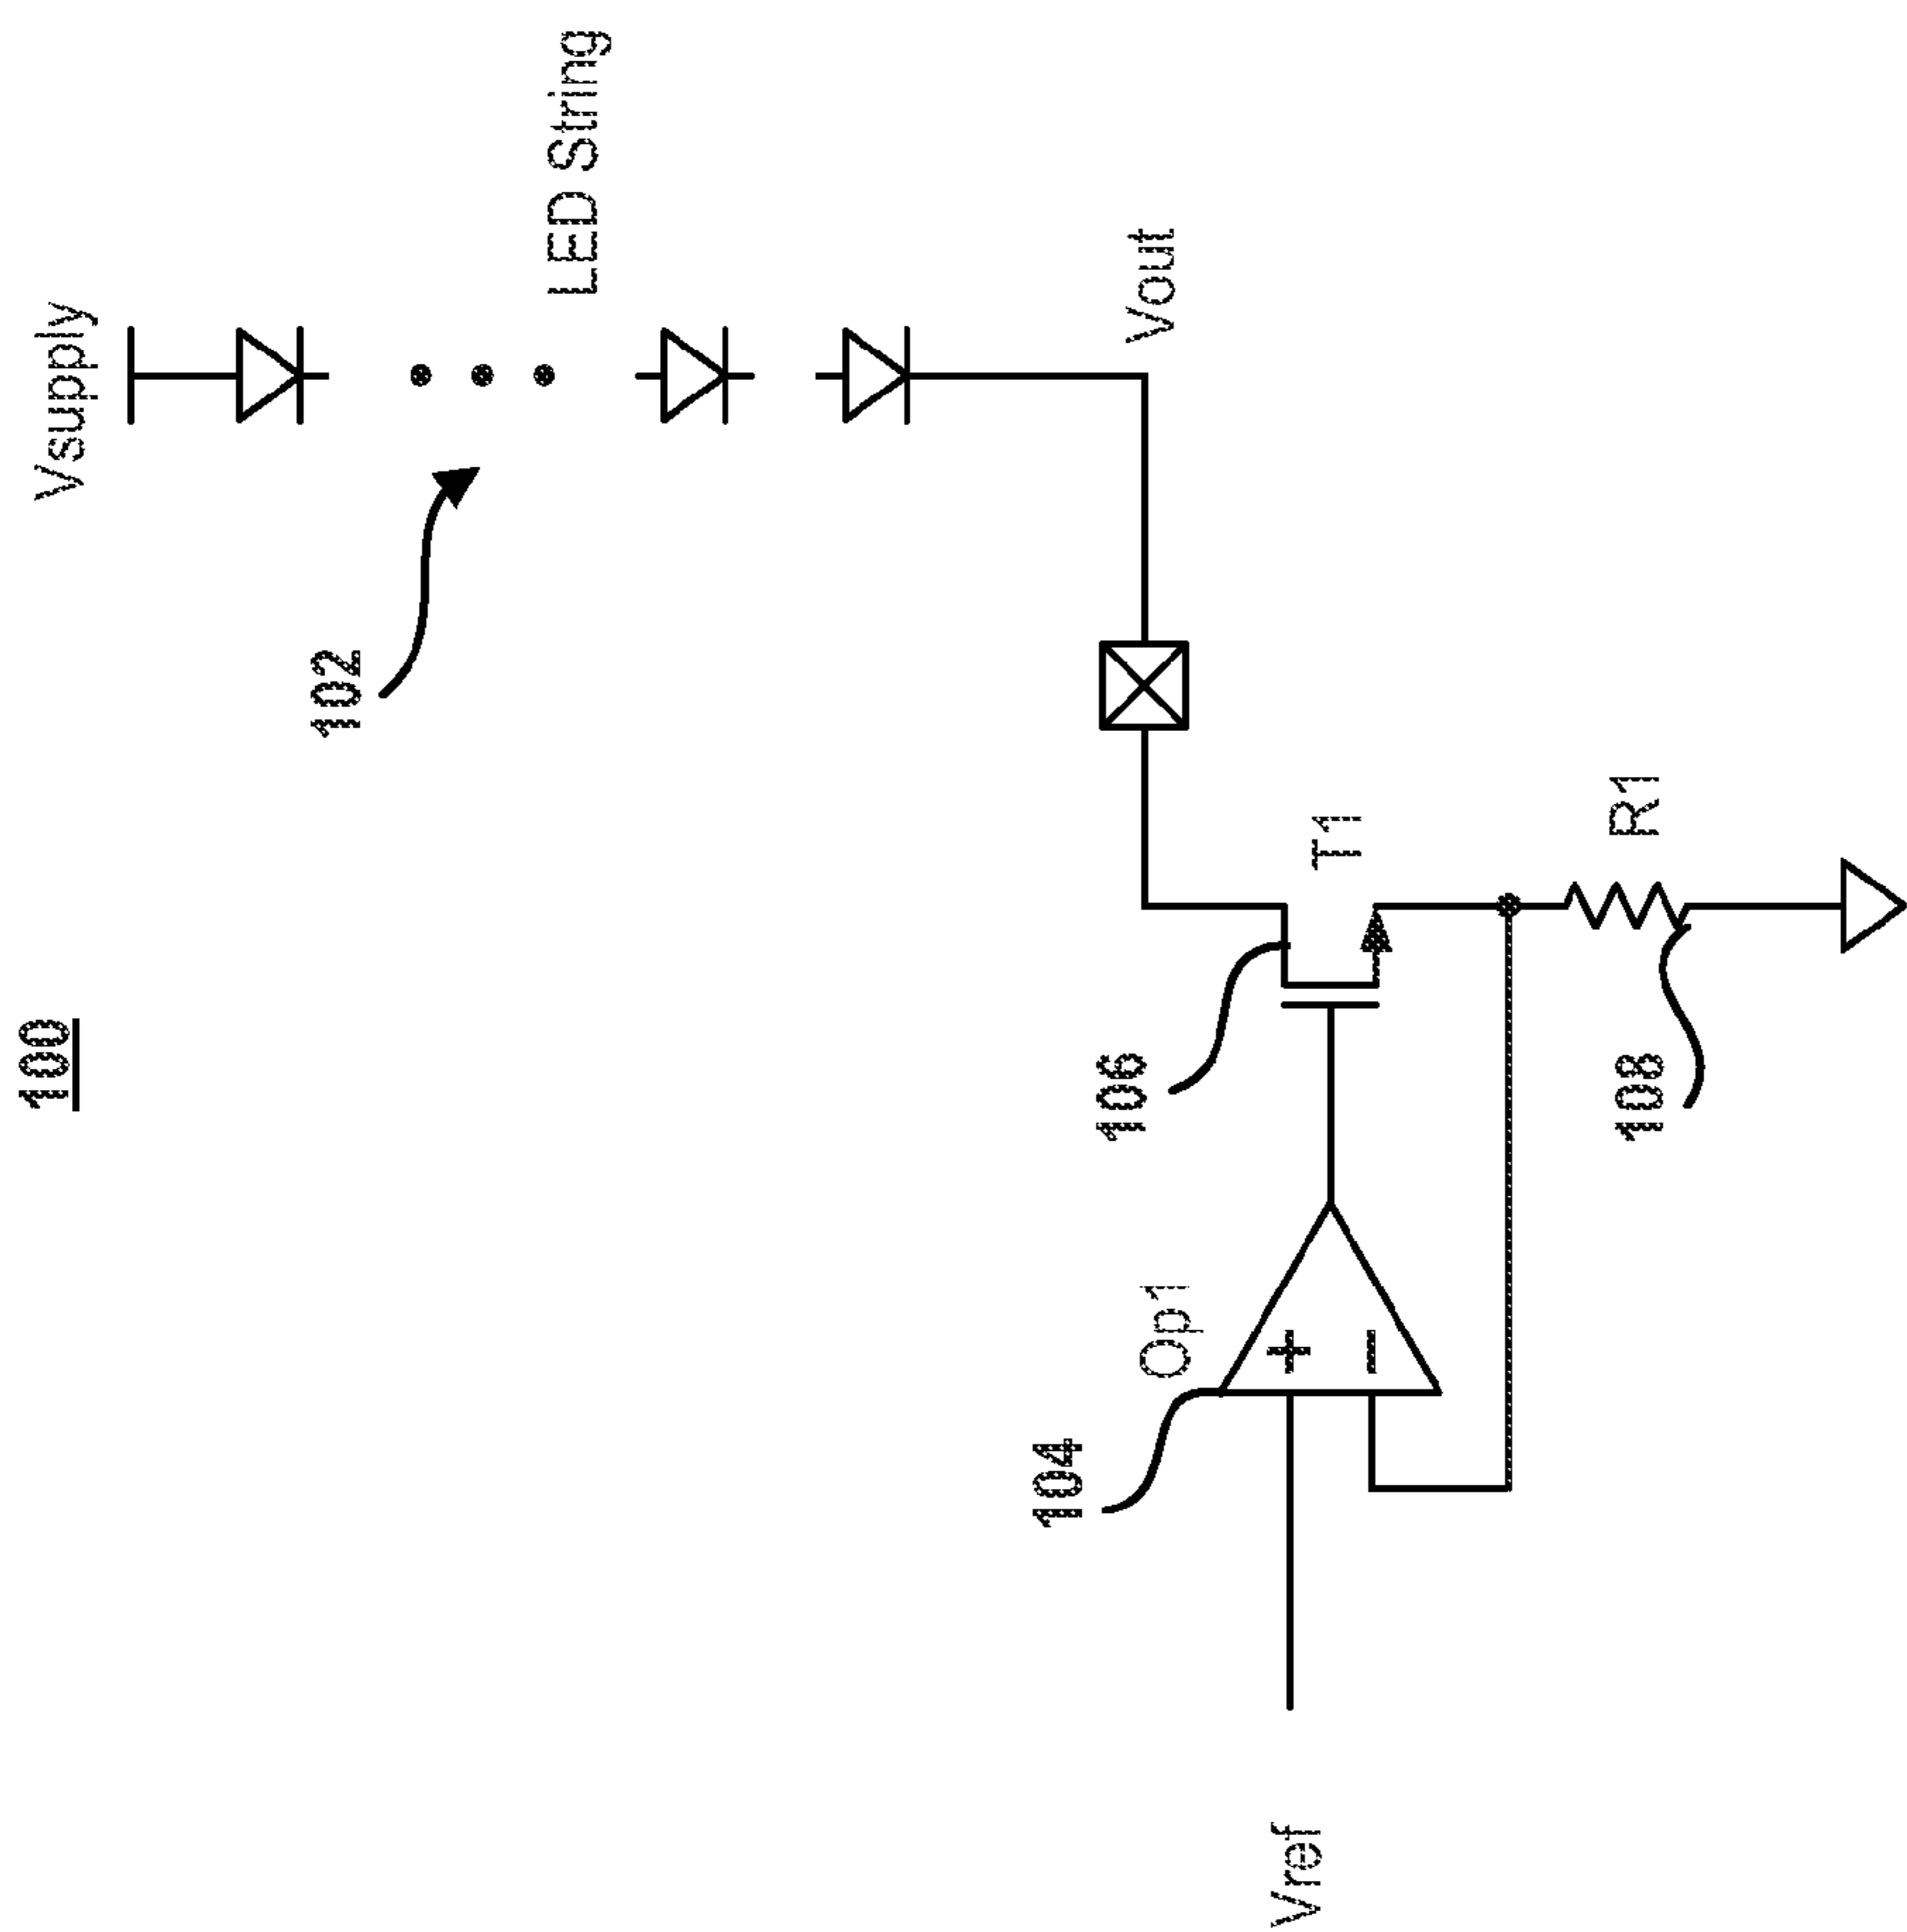 100
Vsupply
102
LED String
Vout
106
T1
104
Op1
+
−
Vref
108
R1